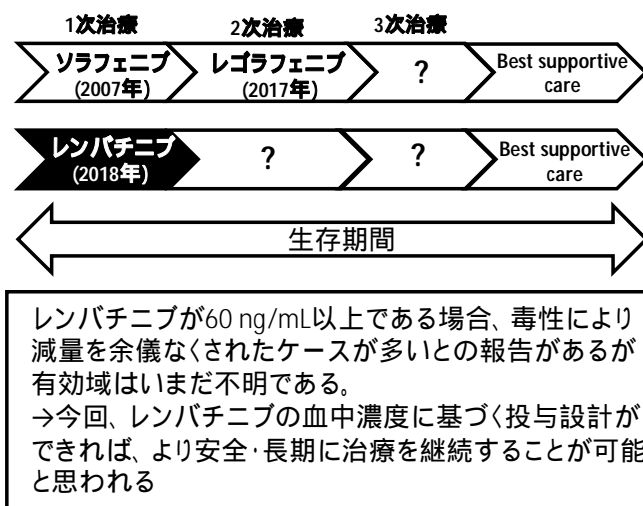 1次治療 2次治療 3次治療
ソラフェニブ レゴラフェニブ ? Best supportive
(2007年) (2017年) care
レンバチニブ ? ? Best supportive
(2018年) care
生存期間
レンバチニブが60 ng/mL以上である場合、毒性により
減量を余儀なくされたケースが多いとの報告があるが
有効域はいまだ不明である。
→今回、レンバチニブの血中濃度に基づく投与設計が
できれば、より安全・長期に治療を継続することが可能
と思われる